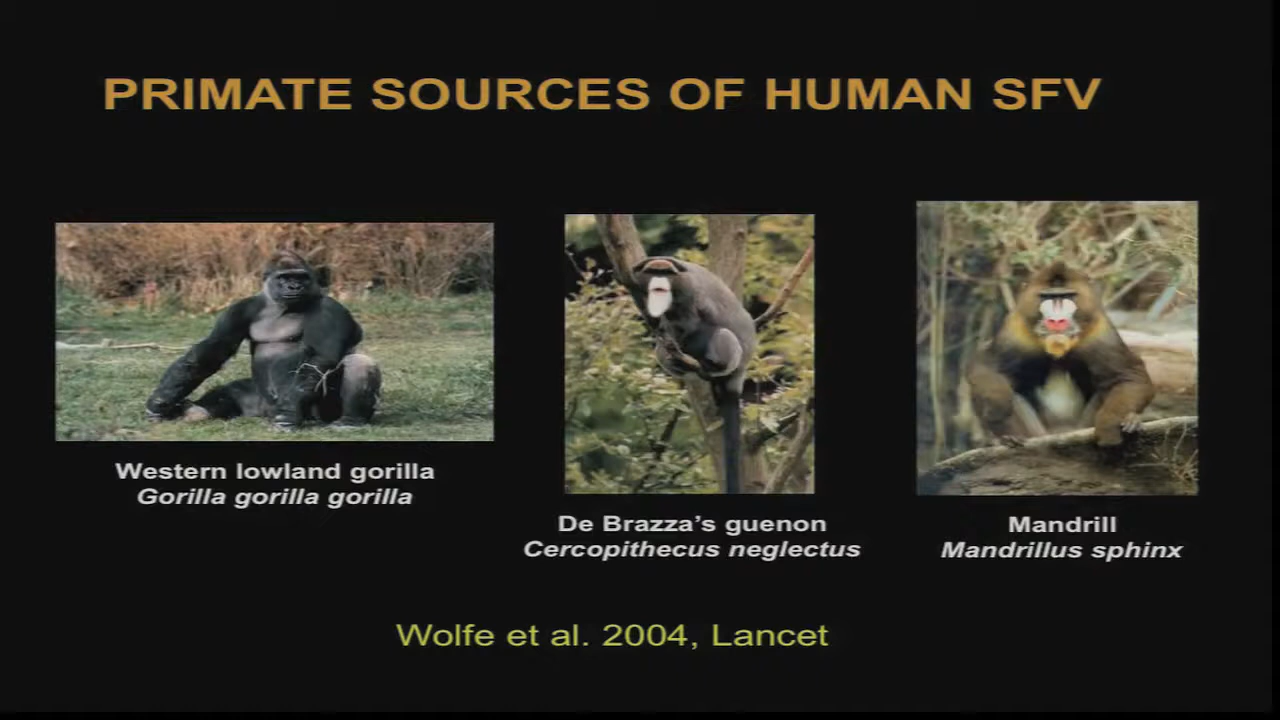 PRIMATE SOURCES OF HUMAN SFV
Western lowland gorilla
Gorilla gorilla gorilla
De Brazza’s guenon
Cercopithecus neglectus
Mandrill
Mandrillus sphinx
Wolfe et al. 2004, Lancet